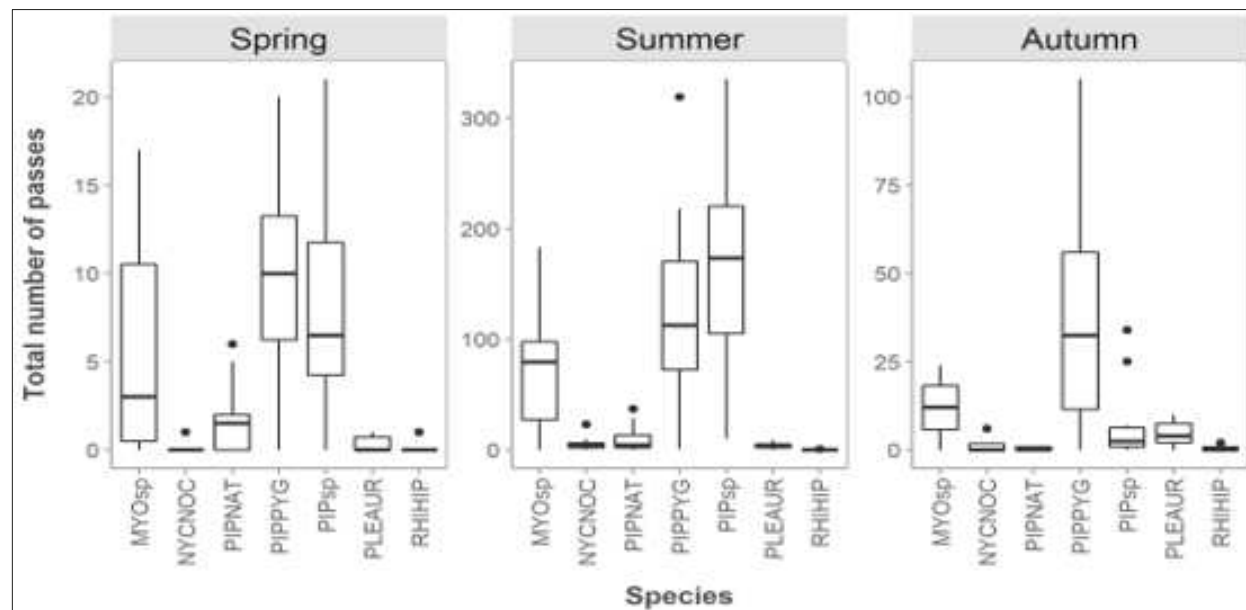 Spring
Summer
Autumn
Total number of passes
20
15
10
5
0
300
200
100
0
100
75
50
25
0
MYOsp
NYCNOC
PIPNAT
PIPPYG
PIPsp
PLEAUR
RHIHIP
MYOsp
NYCNOC
PIPNAT
PIPPYG
PIPsp
PLEAUR
RHIHIP
MYOsp
NYCNOC
PIPNAT
PIPPYG
PIPsp
PLEAUR
RHIHIP
Species